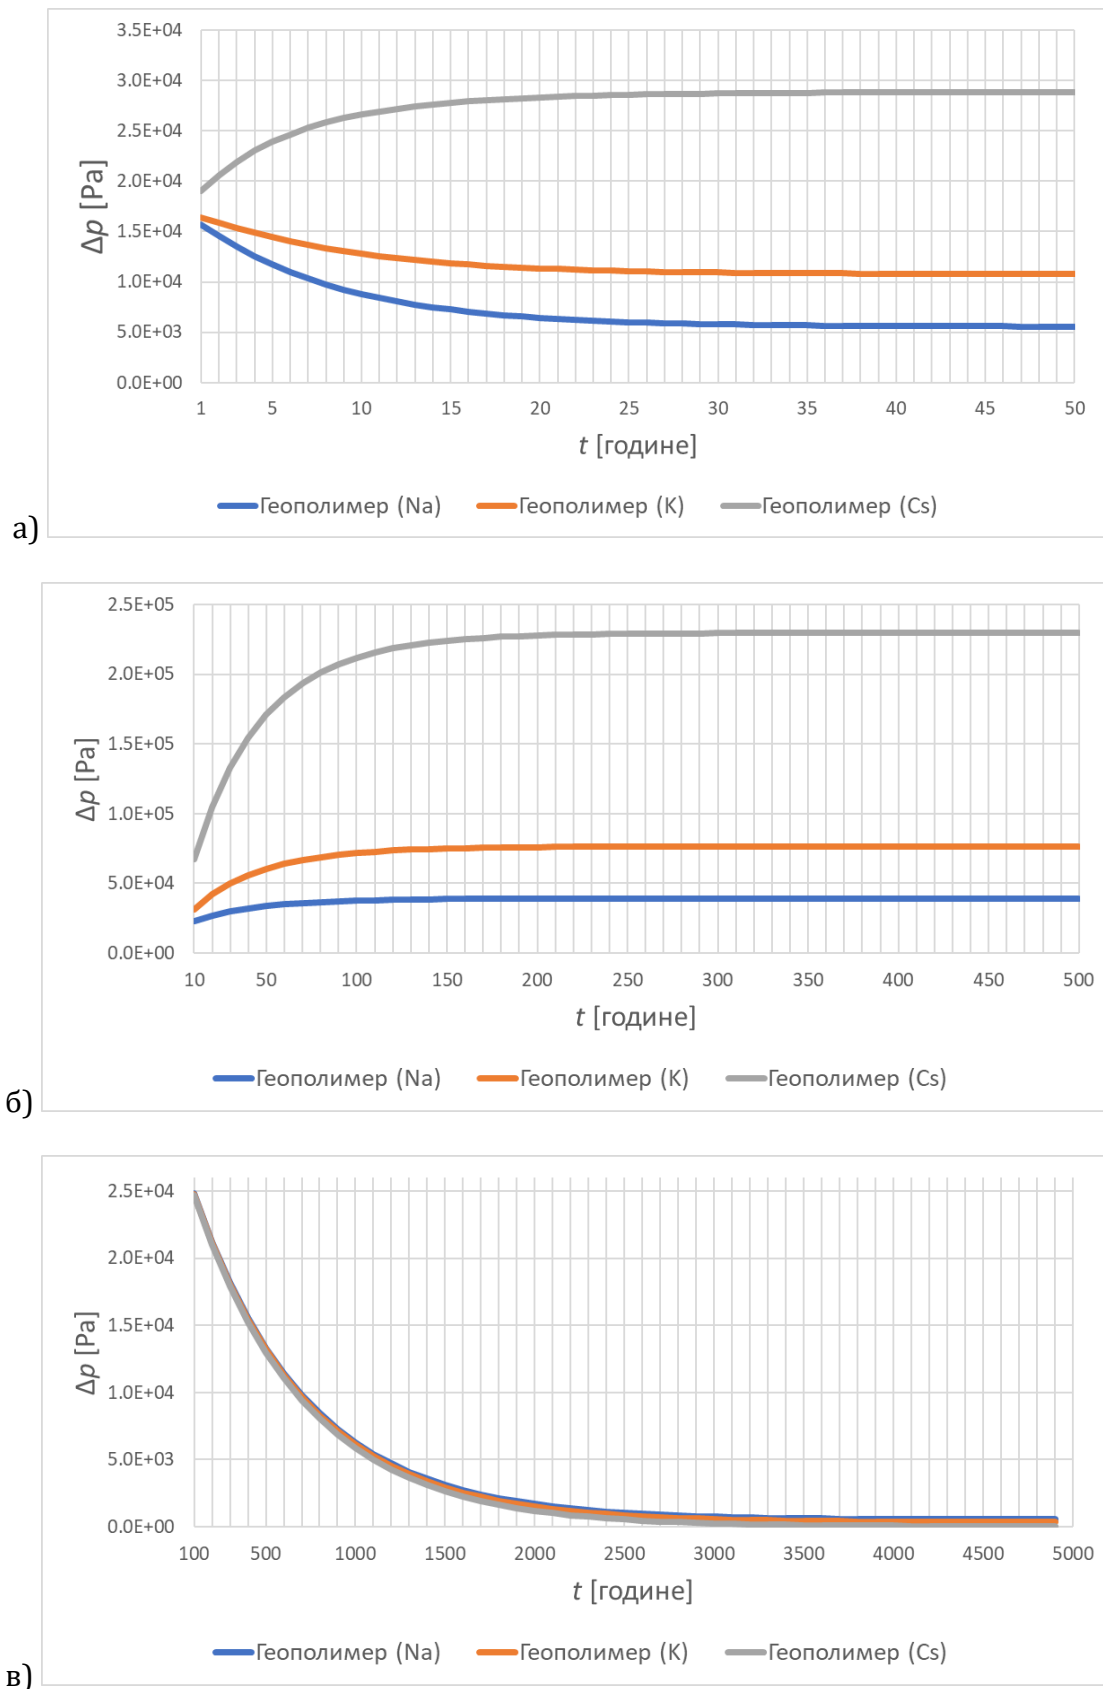 3.5E+04
3.0E+04
2.5E+04
2.0E+04
1.5E+04
1.0E+04
5.0E+03
0.0E+00
Δp [Pa]
1 5 10 15 20 25 30 35 40 45 50
t [године]
Геополимер (Na) Геополимер (K) Геополимер (Cs)
а)
2.5E+05
2.0E+05
1.5E+05
1.0E+05
5.0E+04
0.0E+00
Δp [Pa]
10 50 100 150 200 250 300 350 400 450 500
t [године]
Геополимер (Na) Геополимер (K) Геополимер (Cs)
б)
2.5E+04
2.0E+04
1.5E+04
1.0E+04
5.0E+03
0.0E+00
Δp [Pa]
100 500 1000 1500 2000 2500 3000 3500 4000 4500 5000
t [године]
Геополимер (Na) Геополимер (K) Геополимер (Cs)
в)